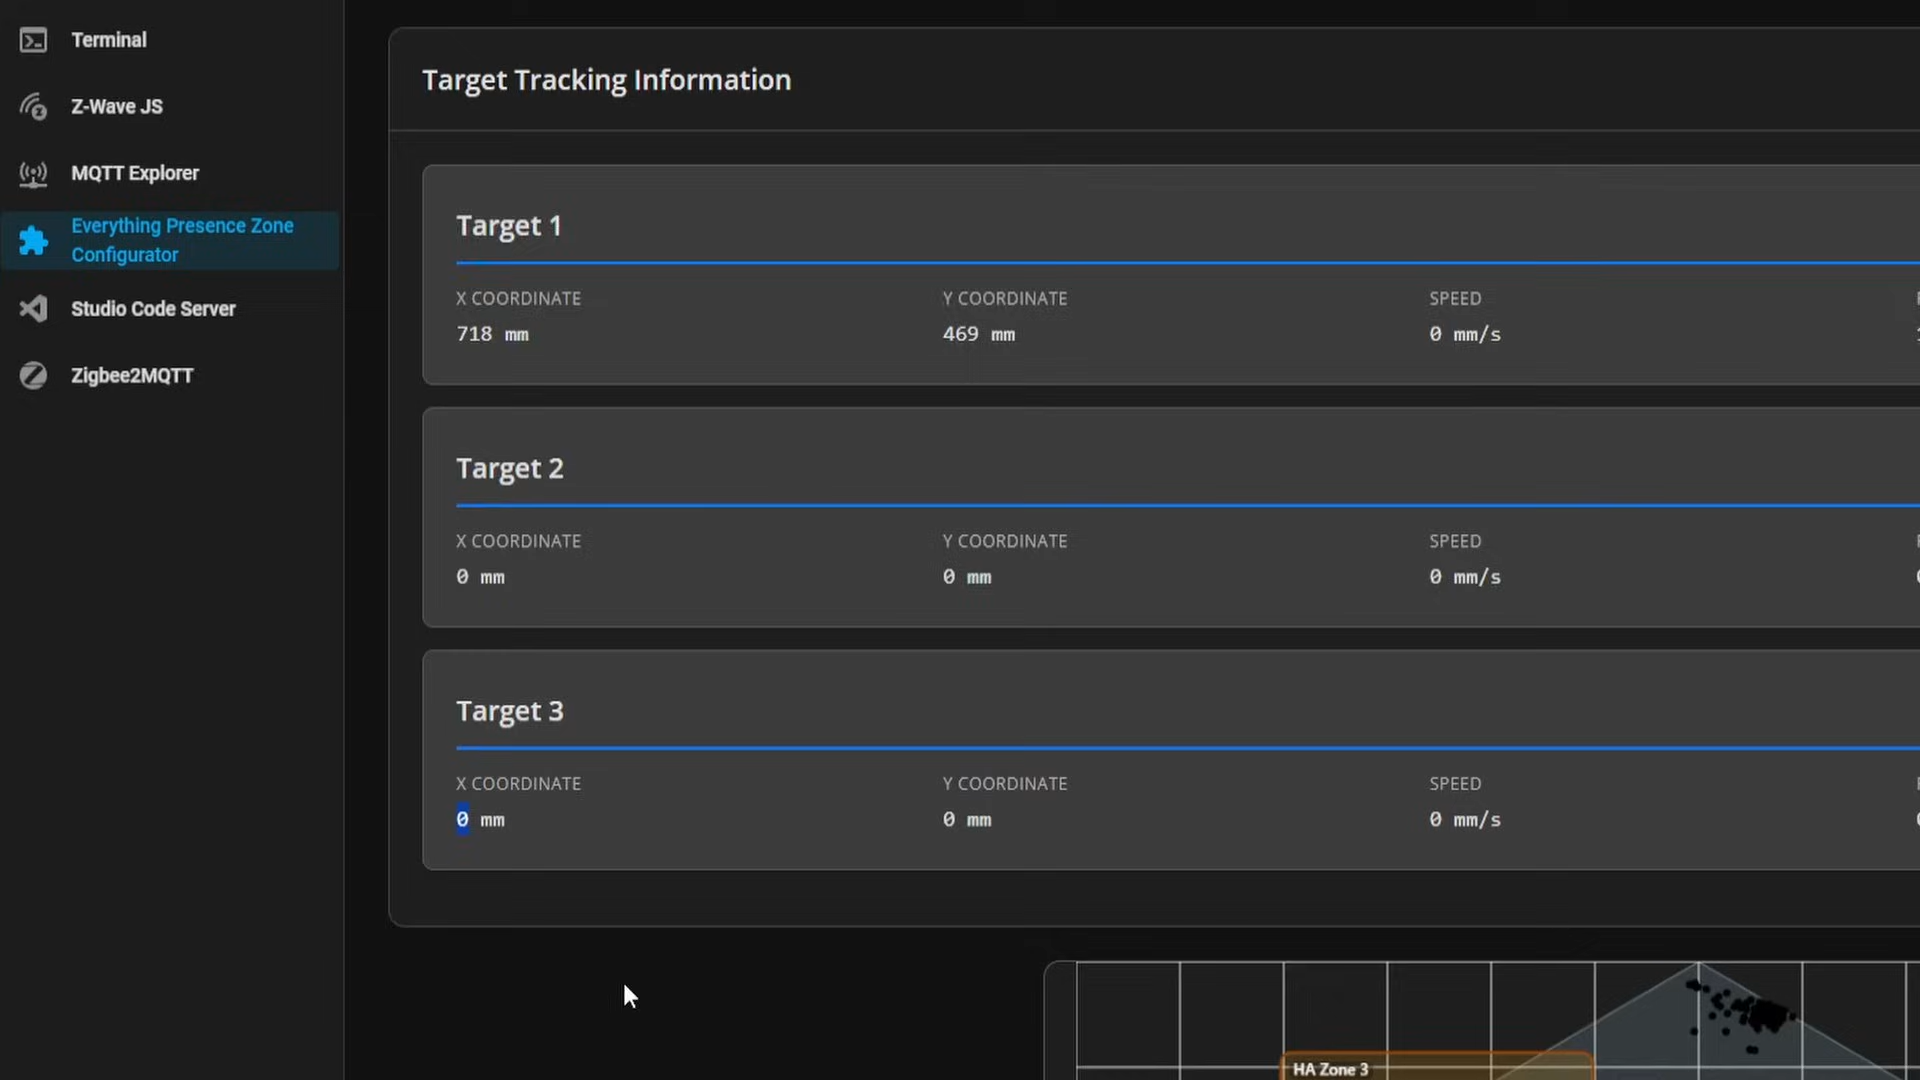 Terminal
Z-Wave JS
MQTT Explorer
Everything Presence Zone
Configurator
Studio Code Server
Zigbee2MQTT
Target Tracking Information
Target 1
X COORDINATE
Y COORDINATE
SPEED
718 mm
469 mm
0 mm/s
Target 2
X COORDINATE
Y COORDINATE
SPEED
0 mm
0 mm
0 mm/s
Target 3
X COORDINATE
Y COORDINATE
SPEED
0 mm
0 mm
0 mm/s
HA Zone 3